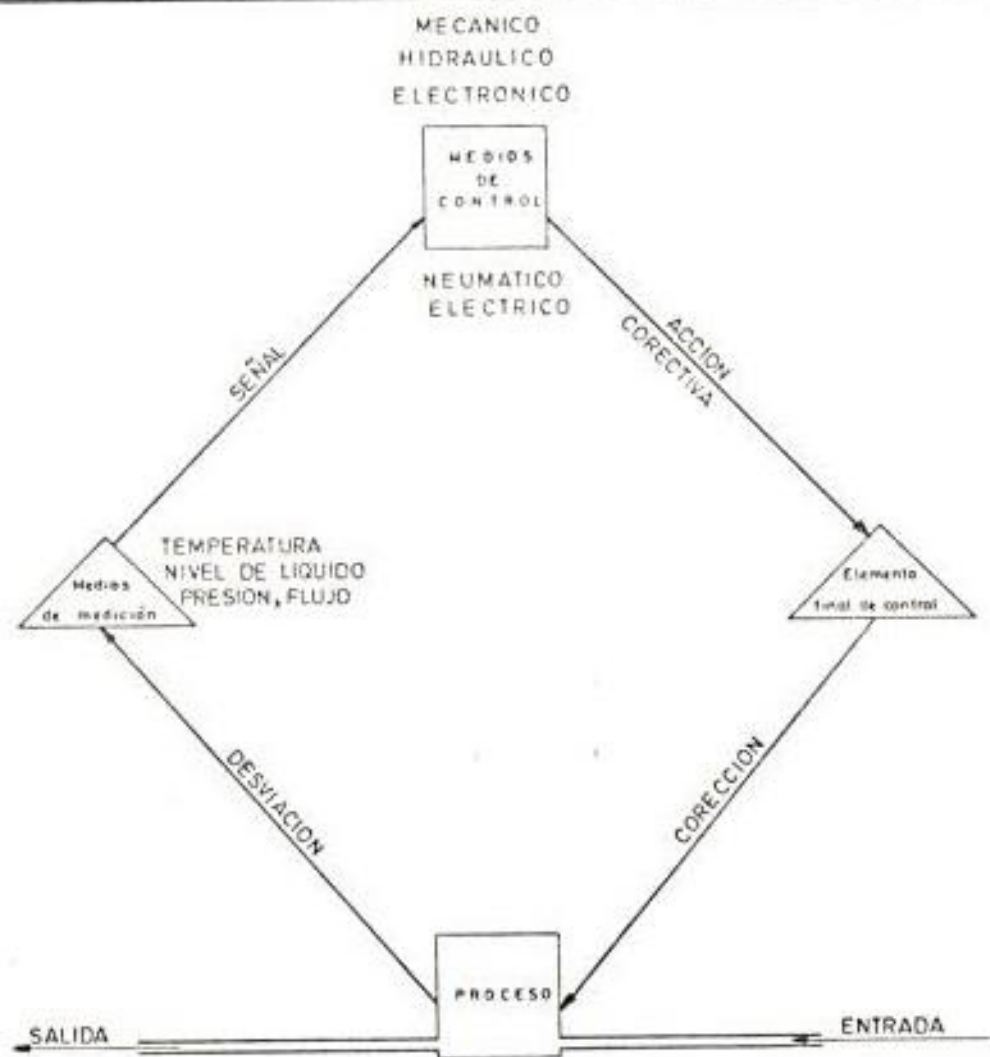 MECANICO
HIDRAULICO
ELECTRONICO
MEDIOS
DE
CONTROL
NEUMATICO
ELECTRICO
SEÑAL
ACCION
CORECTIVA
TEMPERATURA
NIVEL DE LIQUIDO
PRESION, FLUJO
Medios
de medición
Elemento
final de control
DESVIACION
CORECCION
PROCESO
SALIDA
ENTRADA